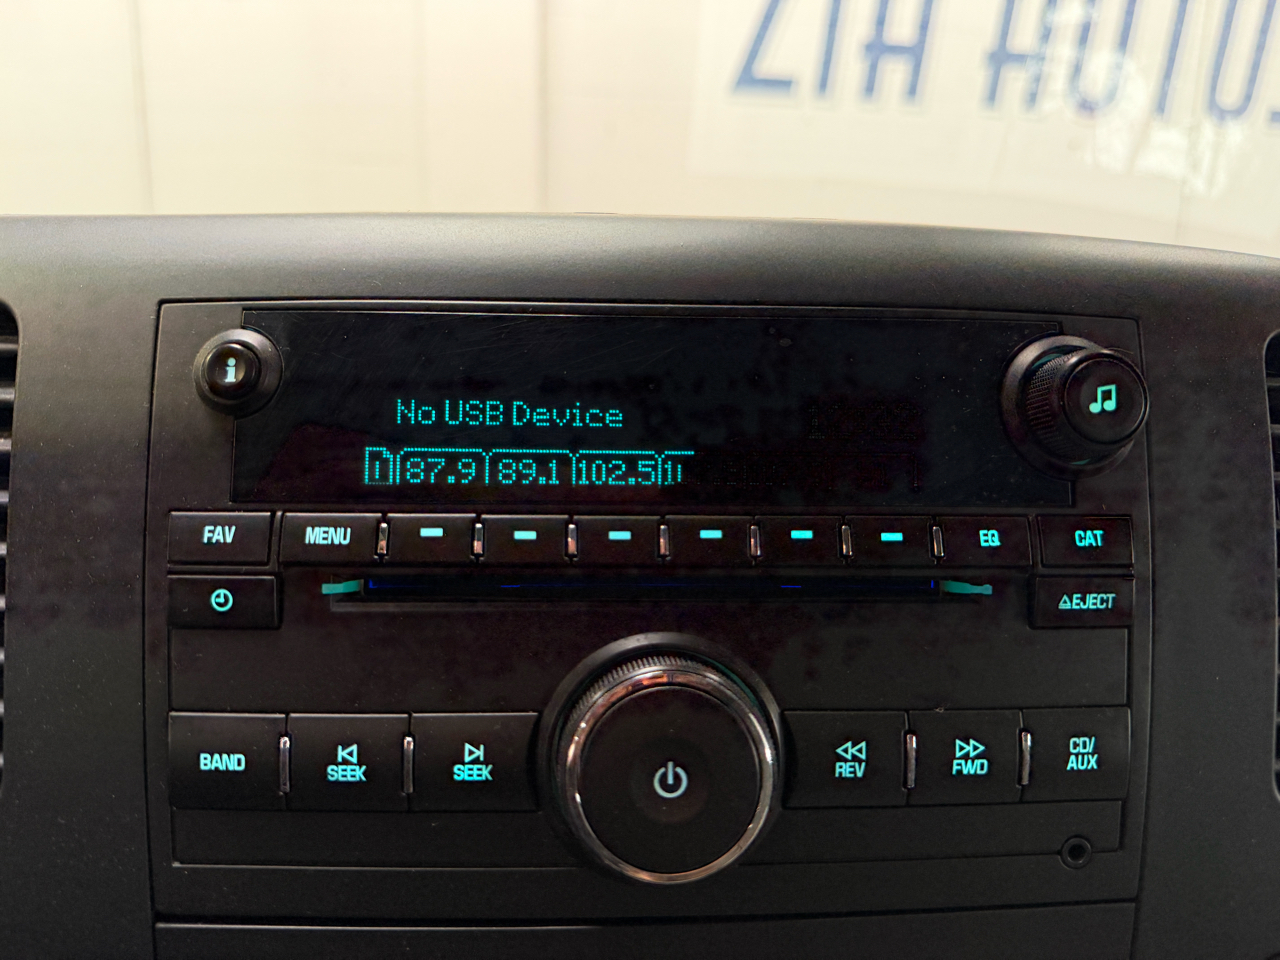 ZIA AUTOS
i
No USB Device
87.9 89.1 102.5
FAV MENU EQ CAT
EJECT
BAND SEEK SEEK REV FWD CD/
AUX